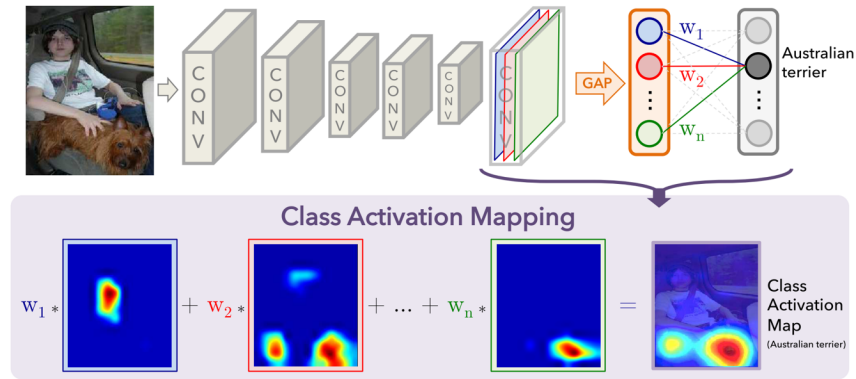 CONV
CONV
CONV
CONV
CONV
CONV
GAP
w1
w2
wn
Australian
terrier
Class Activation Mapping
w1 *
+ w2 *
+ ... + wn *
=
Class
Activation
Map
(Australian terrier)